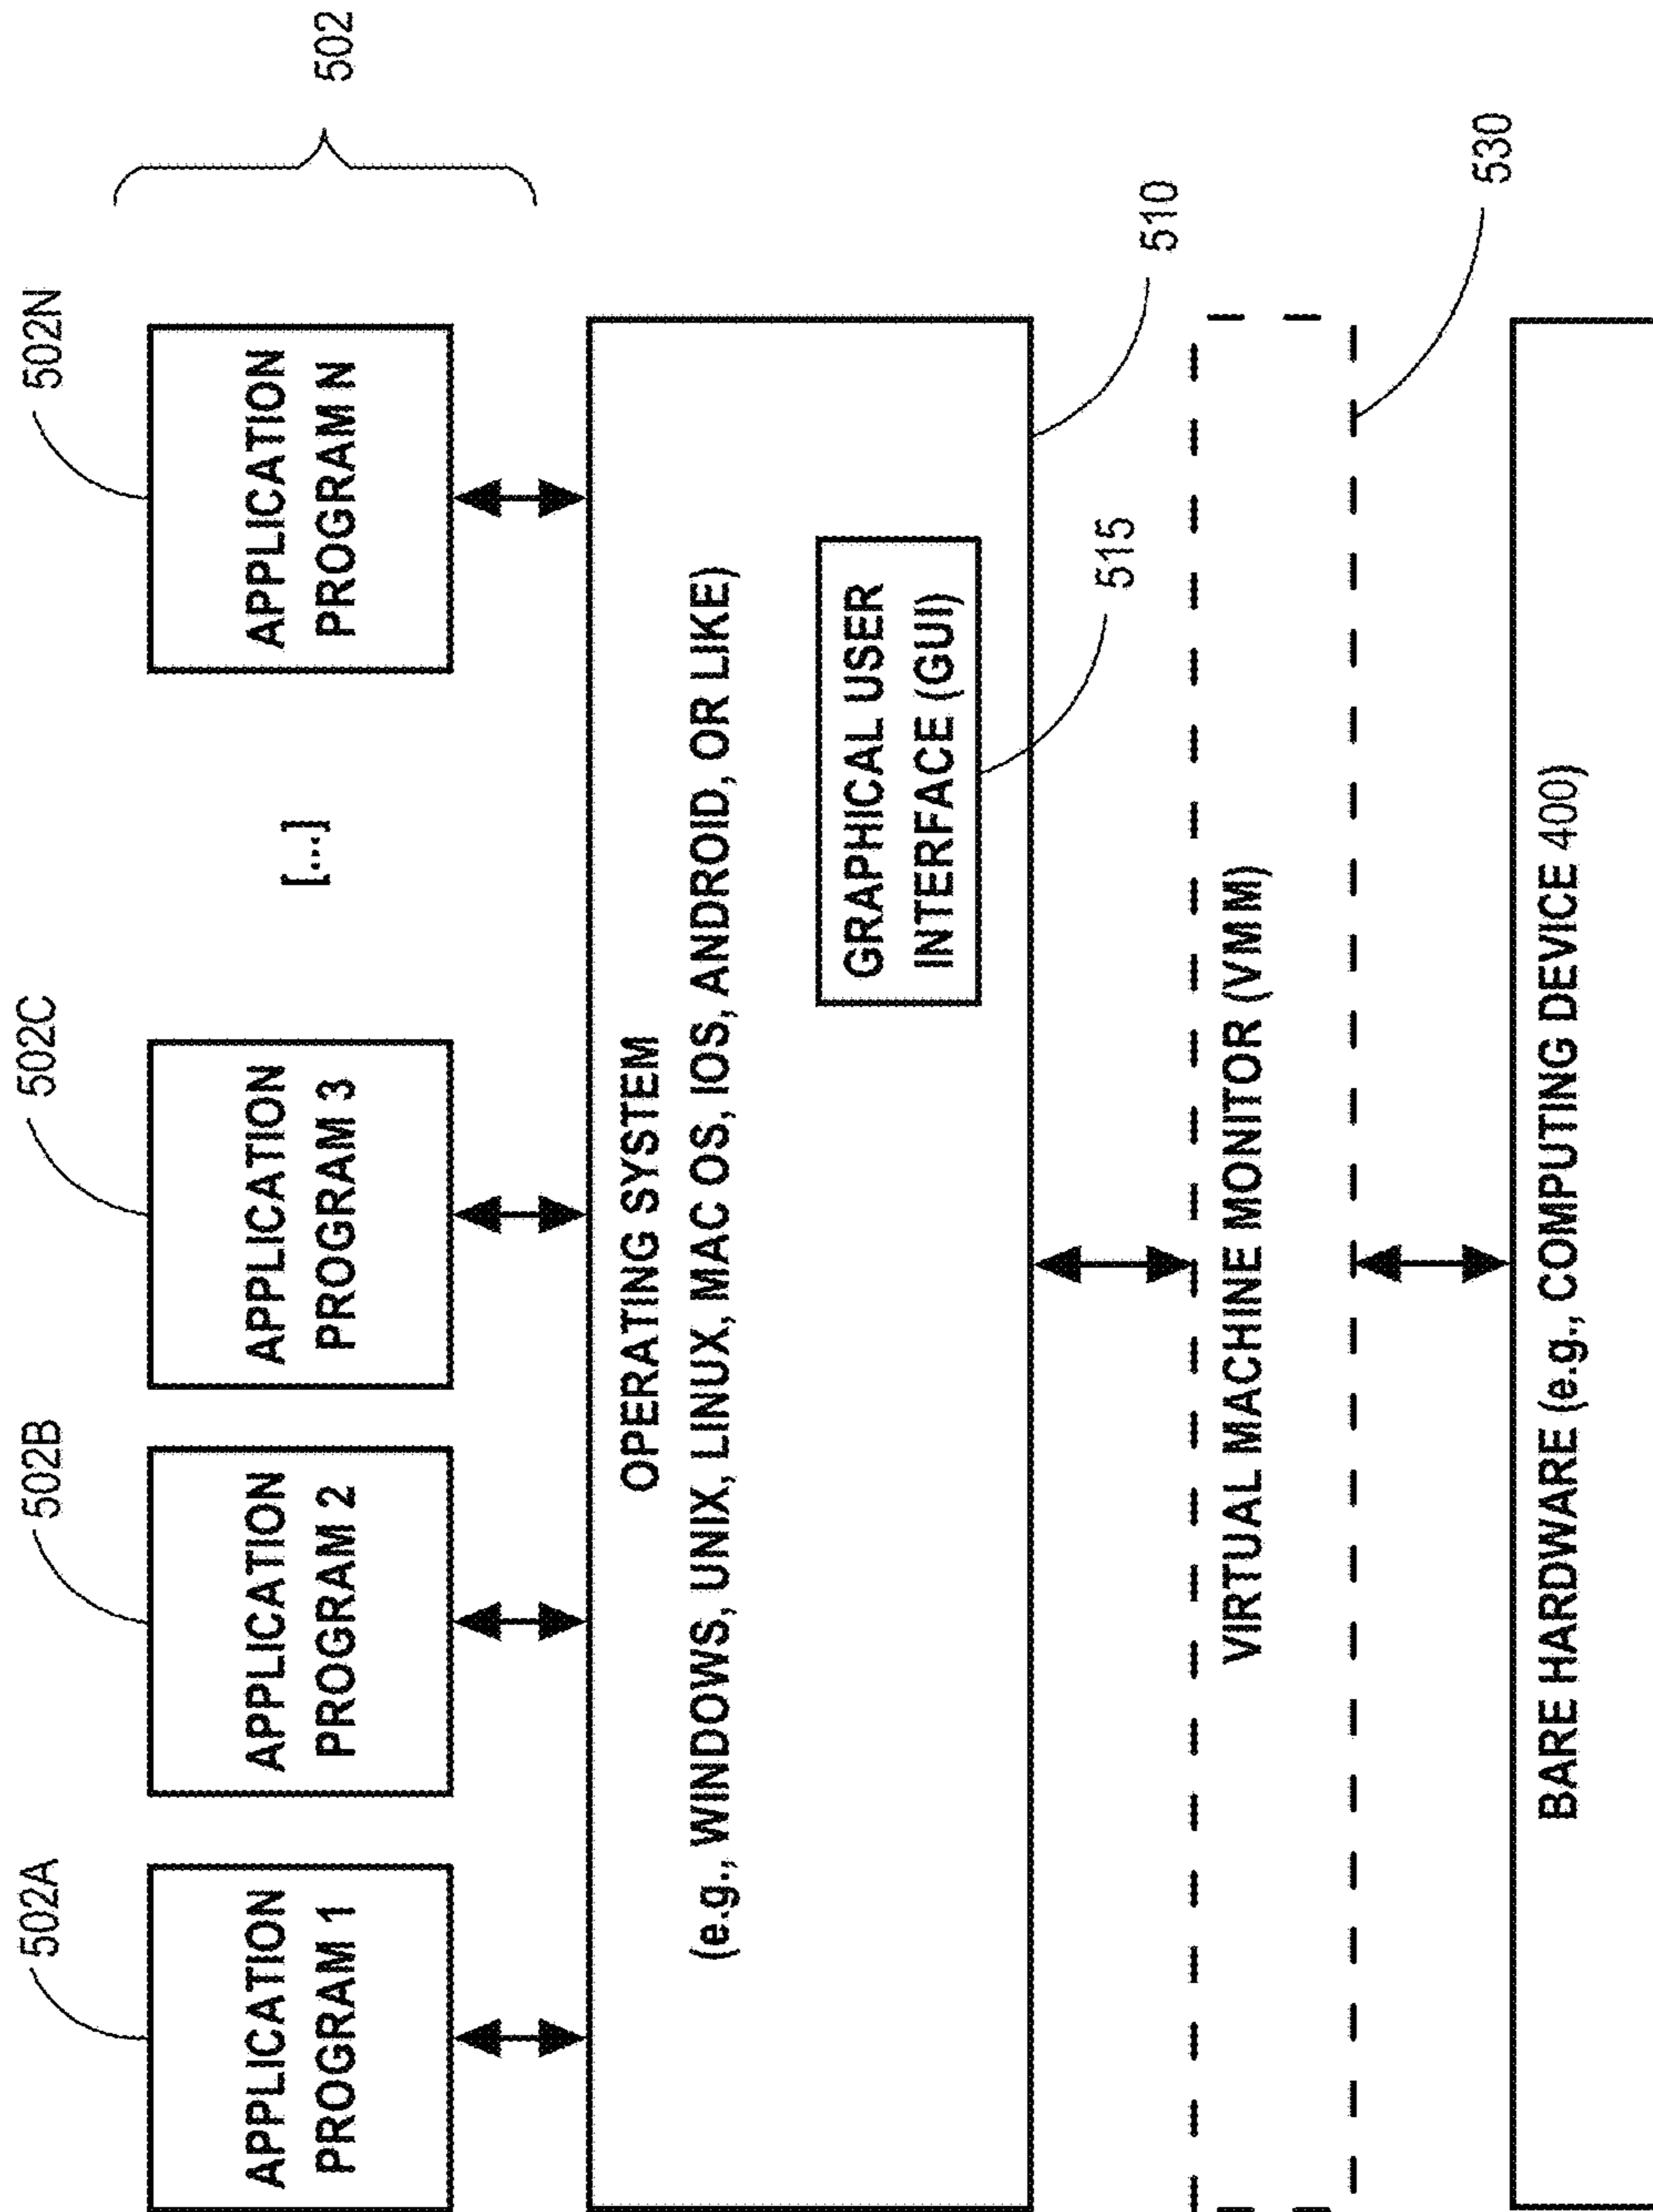 502
502A
502B
502C
502N
APPLICATION
PROGRAM 1
APPLICATION
PROGRAM 2
APPLICATION
PROGRAM 3
[...]
APPLICATION
PROGRAM N
OPERATING SYSTEM
(e.g., WINDOWS, UNIX, LINUX, MAC OS, IOS, ANDROID, OR LIKE)
GRAPHICAL USER
INTERFACE (GUI)
515
510
VIRTUAL MACHINE MONITOR (VMM)
530
BARE HARDWARE (e.g., COMPUTING DEVICE 400)